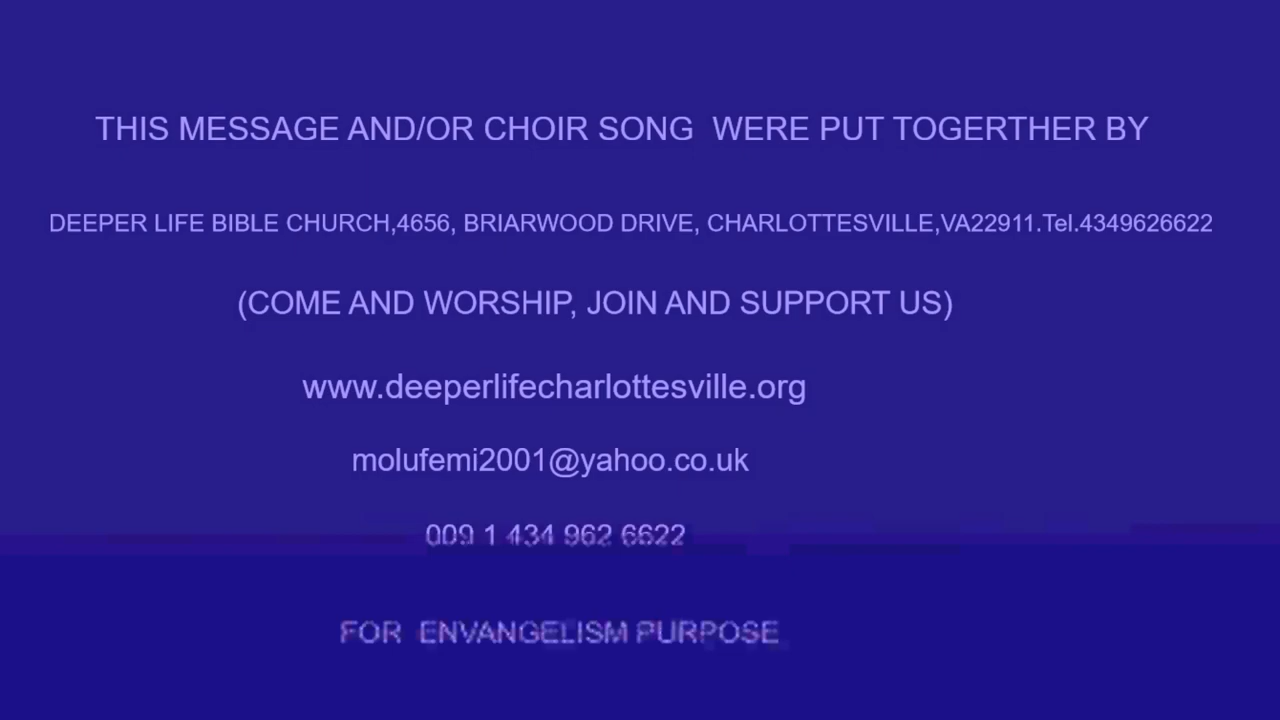 THIS MESSAGE AND/OR CHOIR SONG  WERE PUT TOGERTHER BY
DEEPER LIFE BIBLE CHURCH,4656, BRIARWOOD DRIVE, CHARLOTTESVILLE,VA22911.Tel.4349626622
(COME AND WORSHIP, JOIN AND SUPPORT US)
www.deeperlifecharlottesville.org
molufemi2001@yahoo.co.uk
009 1 434 962 6622
FOR  ENVANGELISM PURPOSE